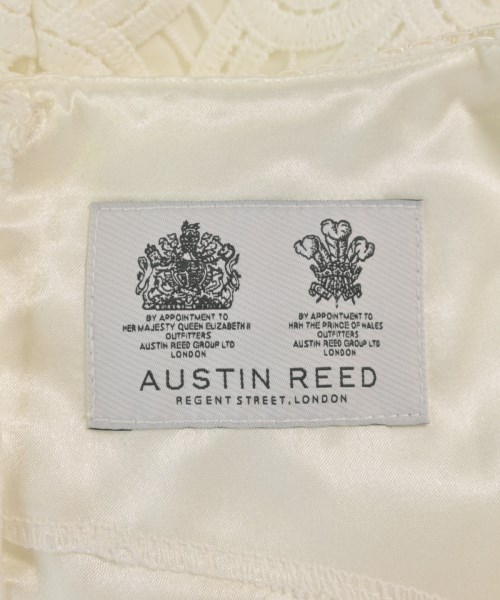 BY APPOINTMENT TO
HER MAJESTY QUEEN ELIZABETH II
OUTFITTERS
AUSTIN REED GROUP LTD
LONDON
BY APPOINTMENT TO
HRH THE PRINCE OF WALES
OUTFITTERS
AUSTIN REED GROUP LTD
LONDON
AUSTIN REED
REGENT STREET, LONDON